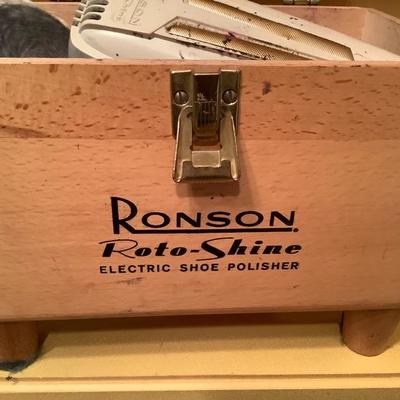 RONSON
Roto-Shine
ELECTRIC SHOE POLISHER